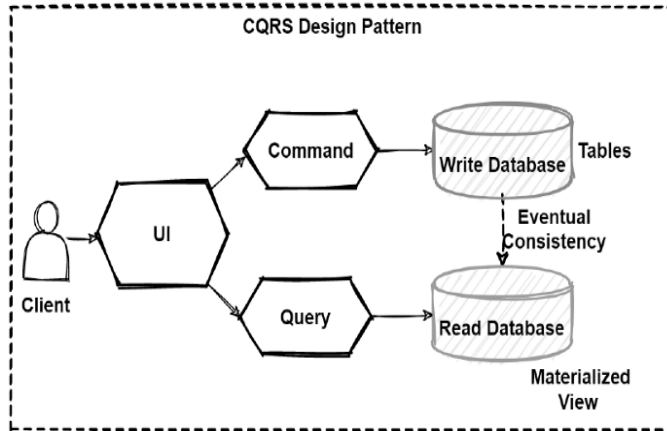 CQRS Design Pattern
Command
Write Database
Tables
UI
Eventual
Consistency
Client
Query
Read Database
Materialized
View